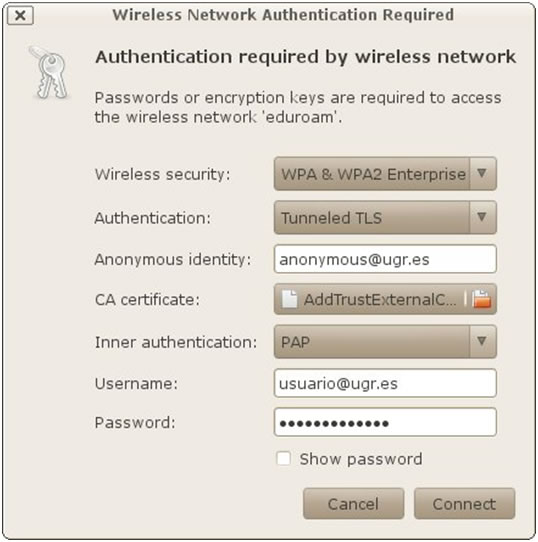 Wireless Network Authentication Required
Authentication required by wireless network
Passwords or encryption keys are required to access
the wireless network 'eduroam'.
Wireless security: WPA & WPA2 Enterprise
Authentication: Tunneled TLS
Anonymous identity: anonymous@ugr.es
CA certificate: AddTrustExternalC...
Inner authentication: PAP
Username: usuario@ugr.es
Password: •••••••••••••
Show password
Cancel Connect